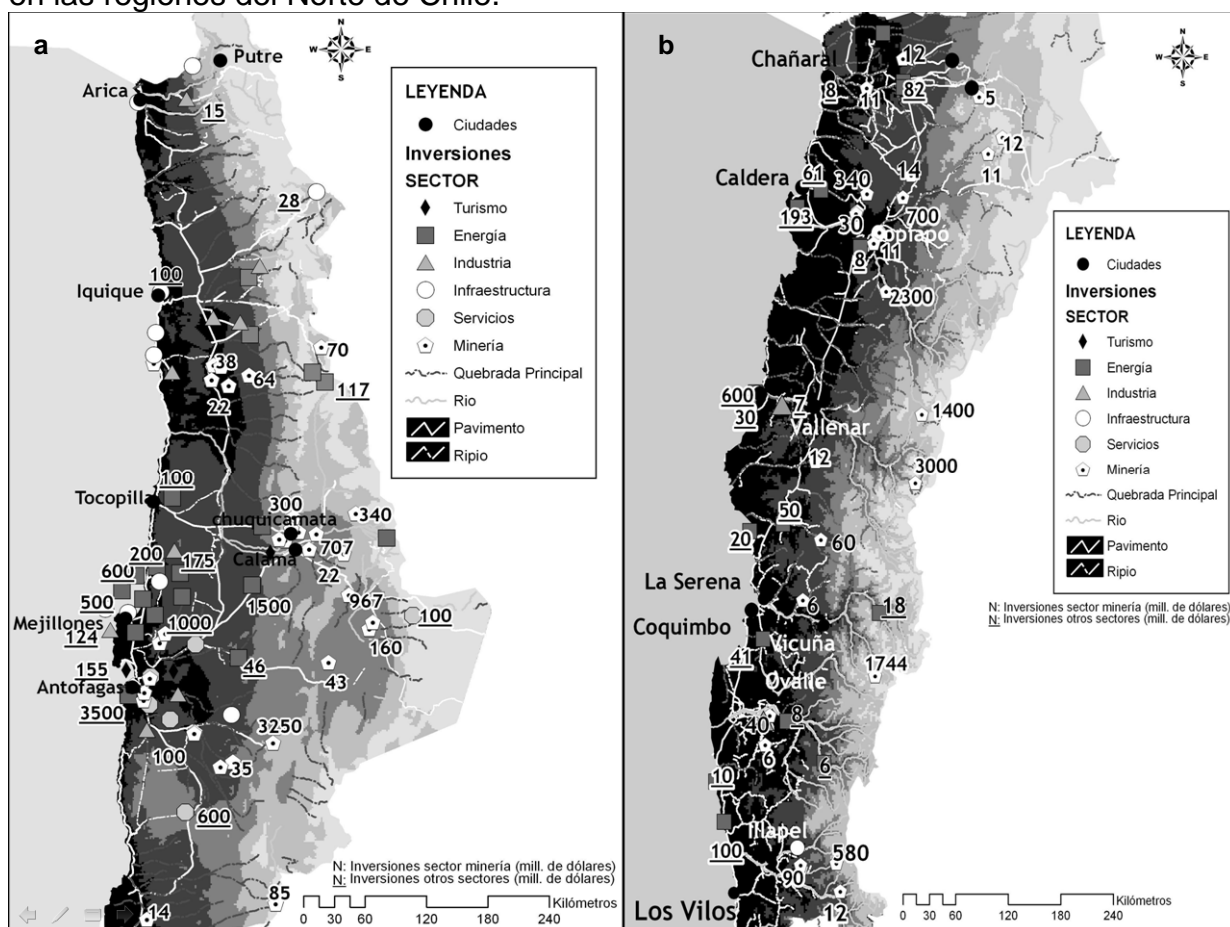 en las regiones del Norte de Chile.
a
N
W E
S
Putre
Arica
15
28
100
Iquique
38
64
22
70
117
100
Tocopilla
300
chuquicamata
340
707
Calama
22
200
175
600
500
1500
967
Mejillones
124
1000
100
160
155
46
43
Antofagas
3500
3250
100
35
600
85
14
LEYENDA
Ciudades
Inversiones
SECTOR
Turismo
Energía
Industria
Infraestructura
Servicios
Minería
Quebrada Principal
Rio
Pavimento
Ripio
N: Inversiones sector minería (mill. de dólares)
N: Inversiones otros sectores (mill. de dólares)
Kilómetros
0 15 30 60 120 180 240
b
N
W E
S
Chañaral
12
8
11
82
5
12
11
14
Caldera
61
340
193
30
700
Copiapó
11
8
2300
600
30
7
Vallenar
1400
12
3000
50
20
60
La Serena
6
18
Coquimbo
Vicuña
41
1744
Ovalle
40
8
6
6
10
Illapel
100
580
90
Los Vilos
12
LEYENDA
Ciudades
Inversiones
SECTOR
Turismo
Energía
Industria
Infraestructura
Servicios
Minería
Quebrada Principal
Rio
Pavimento
Ripio
N: Inversiones sector minería (mill. de dólares)
N: Inversiones otros sectores (mill. de dólares)
Kilómetros
0 15 30 60 120 180 240